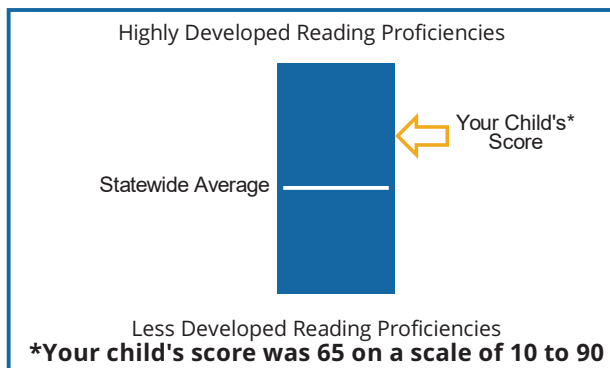 Highly Developed Reading Proficiencies
Your Child's*
Score
Statewide Average
Less Developed Reading Proficiencies
*Your child's score was 65 on a scale of 10 to 90